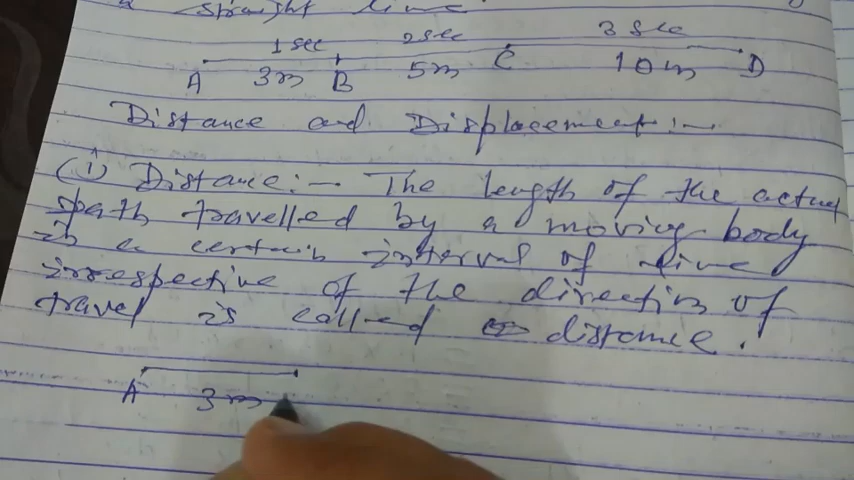 straight line
1 sec 2 sec 3 sec
A 3m B 5m C 10m D
Distance and Displacement:-
(i) Distance:- The length of the actual
path travelled by a moving body
in a certain interval of time
irrespective of the direction of
travel is called distance.
A 3m